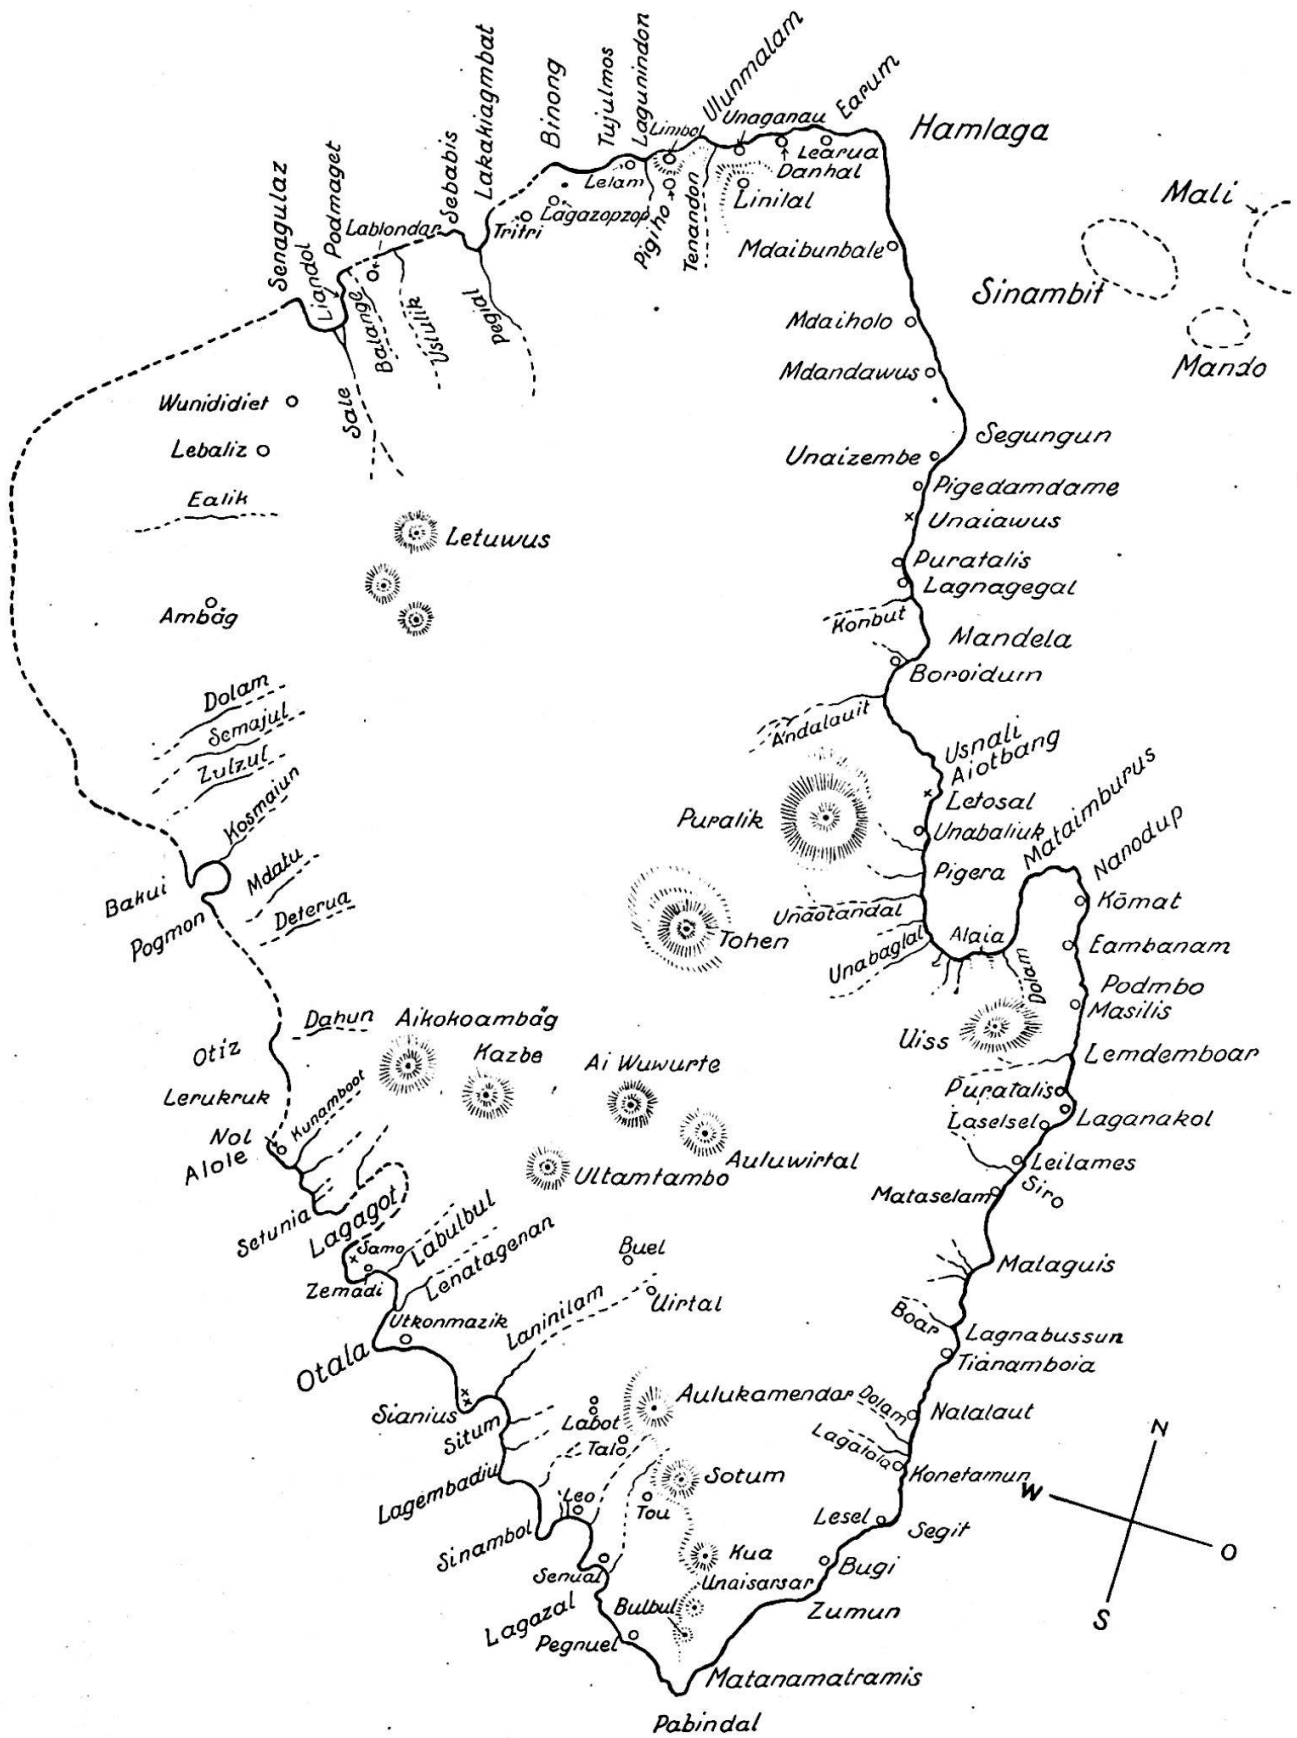 Senagulaz
Liandol
Podmaget
Lablondar
Sebabis
Lakakiagmbat
Binong
Tujulmos
Lagunindon
Limbol
Ulunmalam
Unaganau
Earum
Hamlaga
Learua
Danhal
Lelam
Lagazopzop
Tritri
Pigiho
Tenandon
Linilal
Mali
Sinambit
Mando
Mdaibunbale
Mdaiholo
Mdandawus
Balange
Uslulik
Pegial
Sale
Wunididiet
Lebaliz
Ealik
Letuwus
Ambäg
Segungun
Unaizembe
Pigedamdame
Unaiawus
Puratalis
Lagnagegal
Konbut
Mandela
Boroidum
Andalauit
Usnali
Aiotbang
Letosal
Unabaliuk
Mataimburus
Nanodup
Puralik
Pigera
Unaotandal
Tohen
Unabaglal
Alaia
Dolam
Kōmat
Eambanam
Podmbo
Masilis
Uiss
Lemdemboar
Dolam
Semajul
Zulzul
Kosmaiun
Bakui
Mdatu
Pogmon
Deterua
Dahun
Otiz
Aikokoambäg
Kazbe
Ai Wuwurte
Lerukruk
Kunamboot
Nol
Alole
Auluwirtal
Ultamtambo
Puratalis
Laselselo
Laganakol
Leilames
Siro
Mataselam
Setunia
Lagagot
Samo
Zemadi
Labulbul
Lenatagenan
Buel
Uirtal
Malaguis
Utkonmazik
Otala
Laninilam
Boar
Lagnabussun
Tianamboia
Sianius
Situm
Labot
Talo
Aulukamendar
Dolam
Nalalaut
Lagatala
Konetamun
Lagembadiu
Leo
Tou
Sotum
Lesel
Segit
Sinambol
Kua
Bugi
Senual
Unaisarsar
Zumun
Lagazal
Bulbul
Pegnuel
Matanamatramis
Pabindal
N
W
O
S